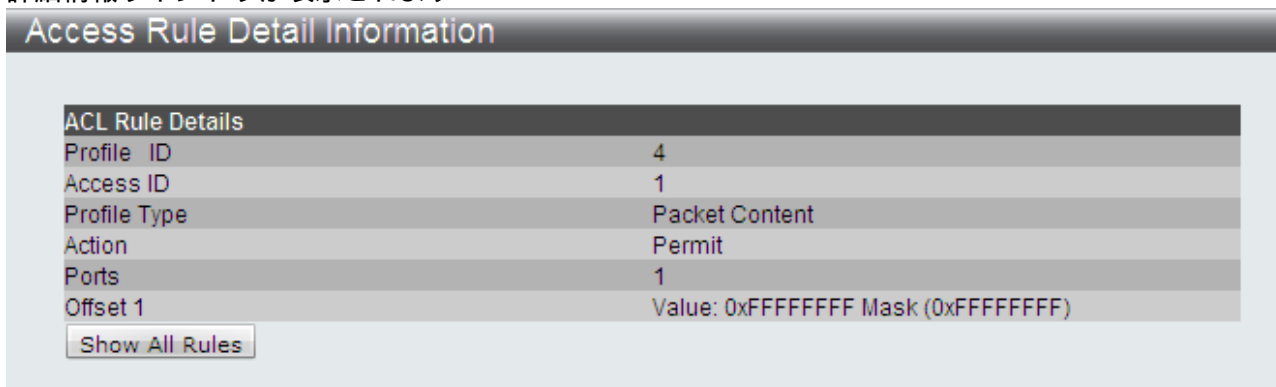 Access Rule Detail Information
ACL Rule Details
Profile ID 4
Access ID 1
Profile Type Packet Content
Action Permit
Ports 1
Offset 1 Value: 0xFFFFFFFF Mask (0xFFFFFFFF)
Show All Rules